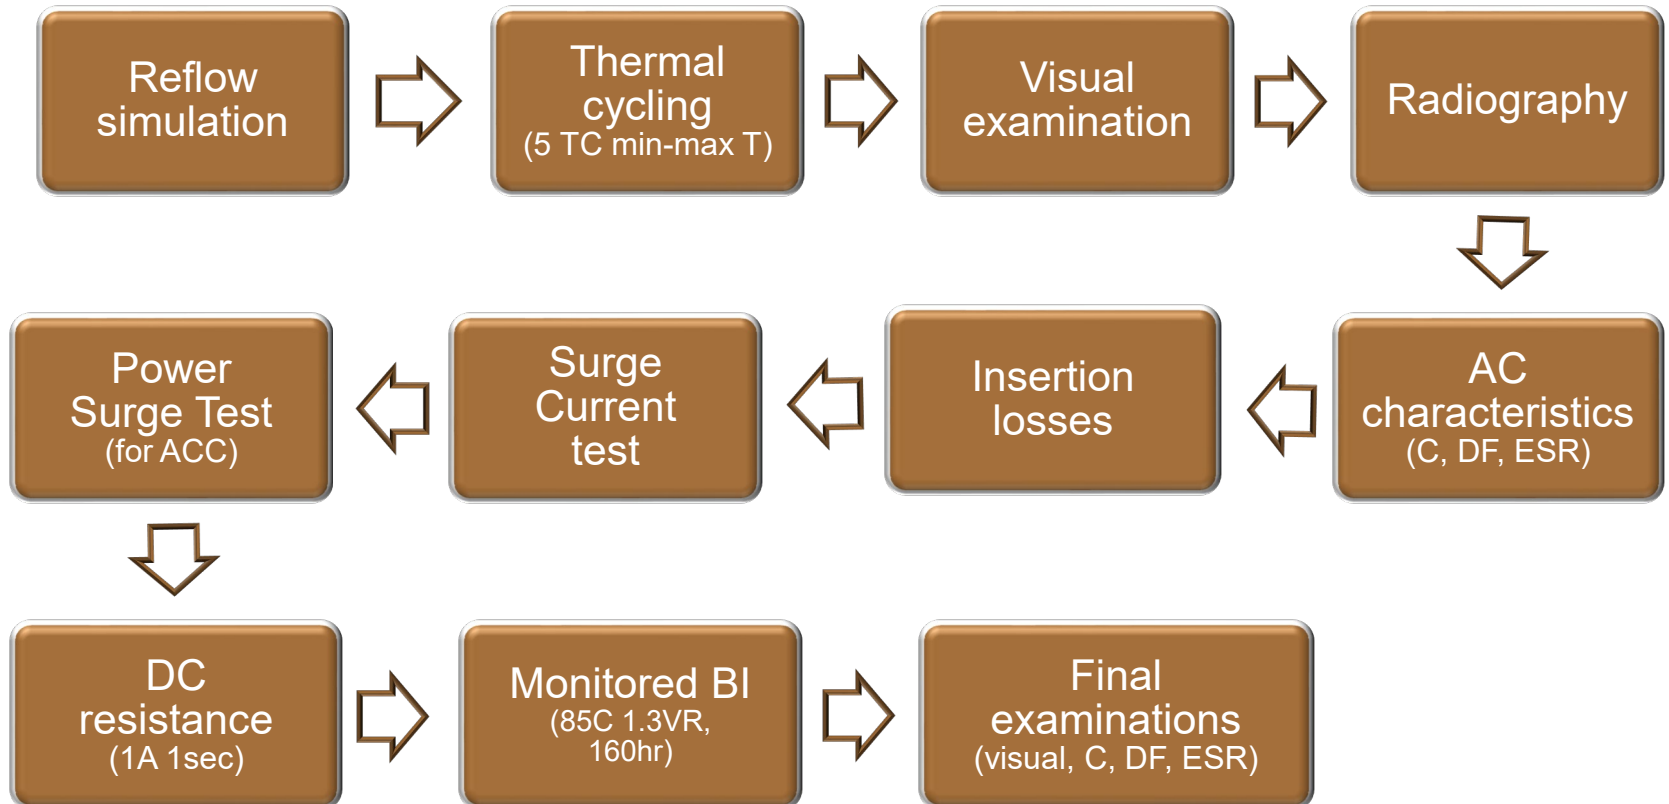 Reflow
simulation
Thermal
cycling
(5 TC min-max T)
Visual
examination
Radiography
AC
characteristics
(C, DF, ESR)
Insertion
losses
Surge
Current
test
Power
Surge Test
(for ACC)
DC
resistance
(1A 1sec)
Monitored BI
(85C 1.3VR,
160hr)
Final
examinations
(visual, C, DF, ESR)